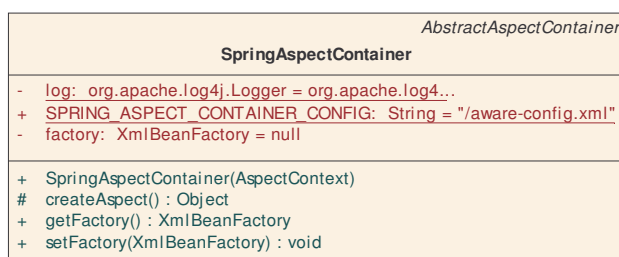 AbstractAspectContainer
SpringAspectContainer
- log: org.apache.log4j.Logger = org.apache.log4...
+ SPRING_ASPECT_CONTAINER_CONFIG: String = "/aware-config.xml"
- factory: XmlBeanFactory = null
+ SpringAspectContainer(AspectContext)
# createAspect() : Object
+ getFactory() : XmlBeanFactory
+ setFactory(XmlBeanFactory) : void